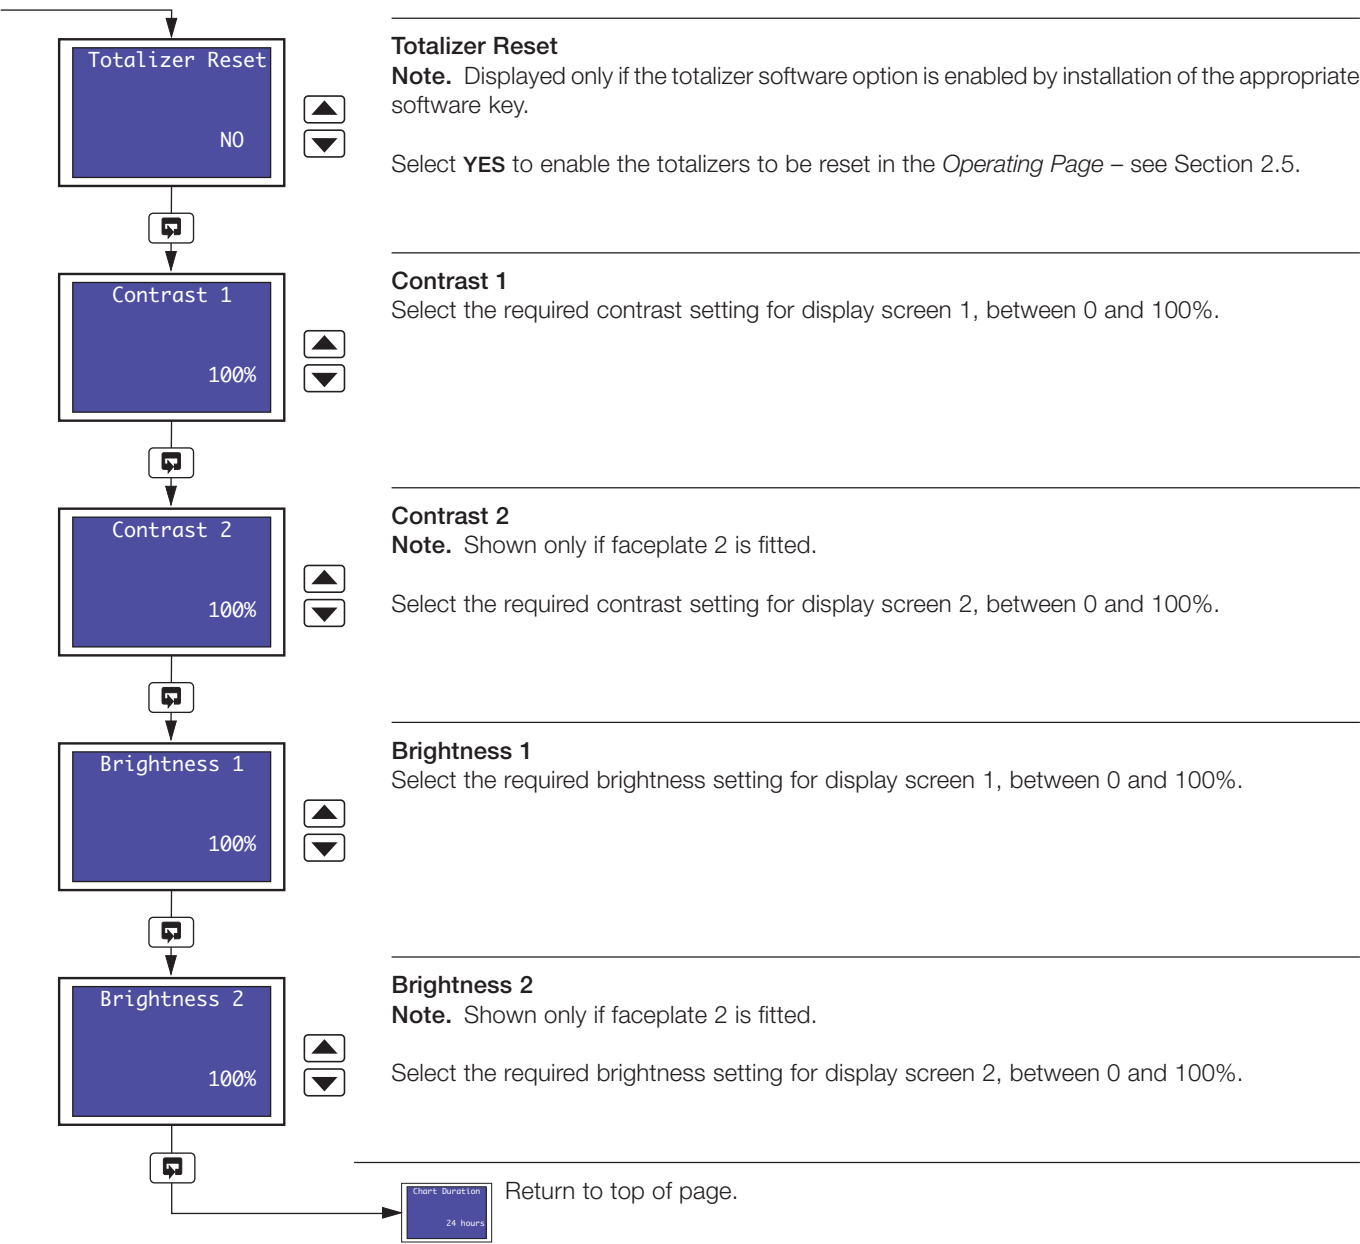 Totalizer Reset
NO
Totalizer Reset
Note. Displayed only if the totalizer software option is enabled by installation of the appropriate
software key.
Select YES to enable the totalizers to be reset in the Operating Page – see Section 2.5.
Contrast 1
100%
Contrast 1
Select the required contrast setting for display screen 1, between 0 and 100%.
Contrast 2
100%
Contrast 2
Note. Shown only if faceplate 2 is fitted.
Select the required contrast setting for display screen 2, between 0 and 100%.
Brightness 1
100%
Brightness 1
Select the required brightness setting for display screen 1, between 0 and 100%.
Brightness 2
100%
Brightness 2
Note. Shown only if faceplate 2 is fitted.
Select the required brightness setting for display screen 2, between 0 and 100%.
Chart Duration
24 hours
Return to top of page.